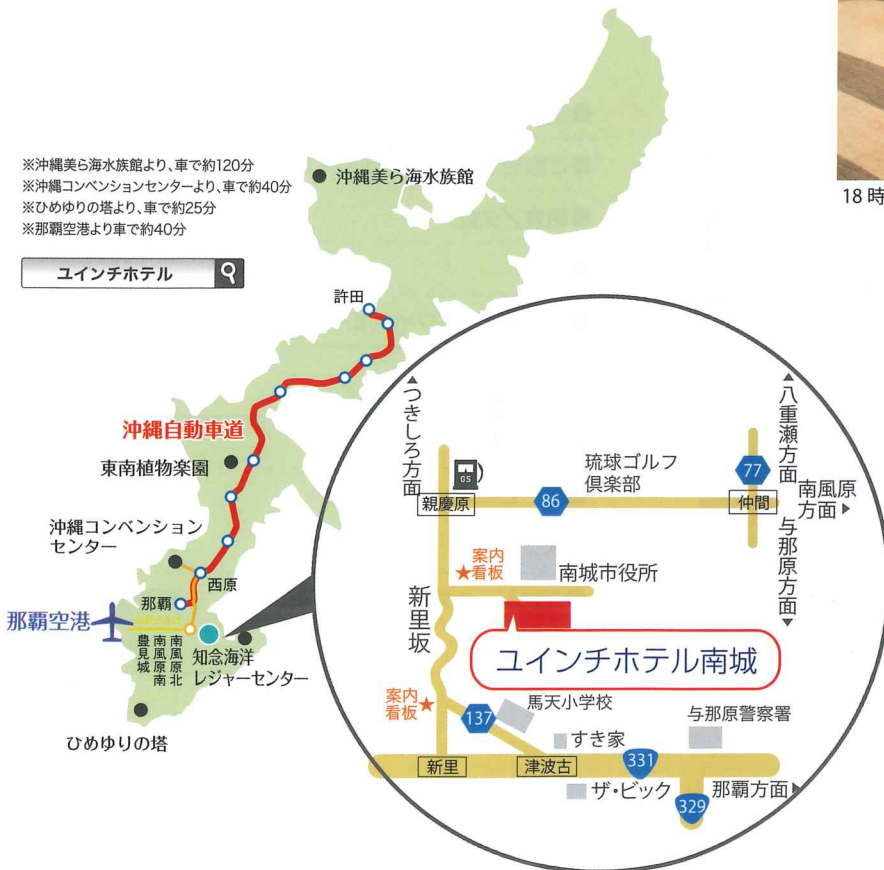 ※沖縄美ら海水族館より、車で約120分
※沖縄コンベンションセンターより、車で約40分
※ひめゆりの塔より、車で約25分
※那覇空港より車で約40分
ユインチホテル
18時
沖縄美ら海水族館
許田
沖縄自動車道
東南植物楽園
沖縄コンベンション
センター
西原
那覇
那覇空港
豊見城
南風原南
南風原北
知念海洋
レジャーセンター
ひめゆりの塔
▲つきしろ方面
GS
親慶原
86
琉球ゴルフ
倶楽部
▲八重瀬方面
77
仲間
南風原
方面▶
与那原方面▼
案内
★看板
南城市役所
新里坂
ユインチホテル南城
案内
看板★
137
馬天小学校
すき家
与那原警察署
新里
津波古
331
ザ・ビック
329
那覇方面▶